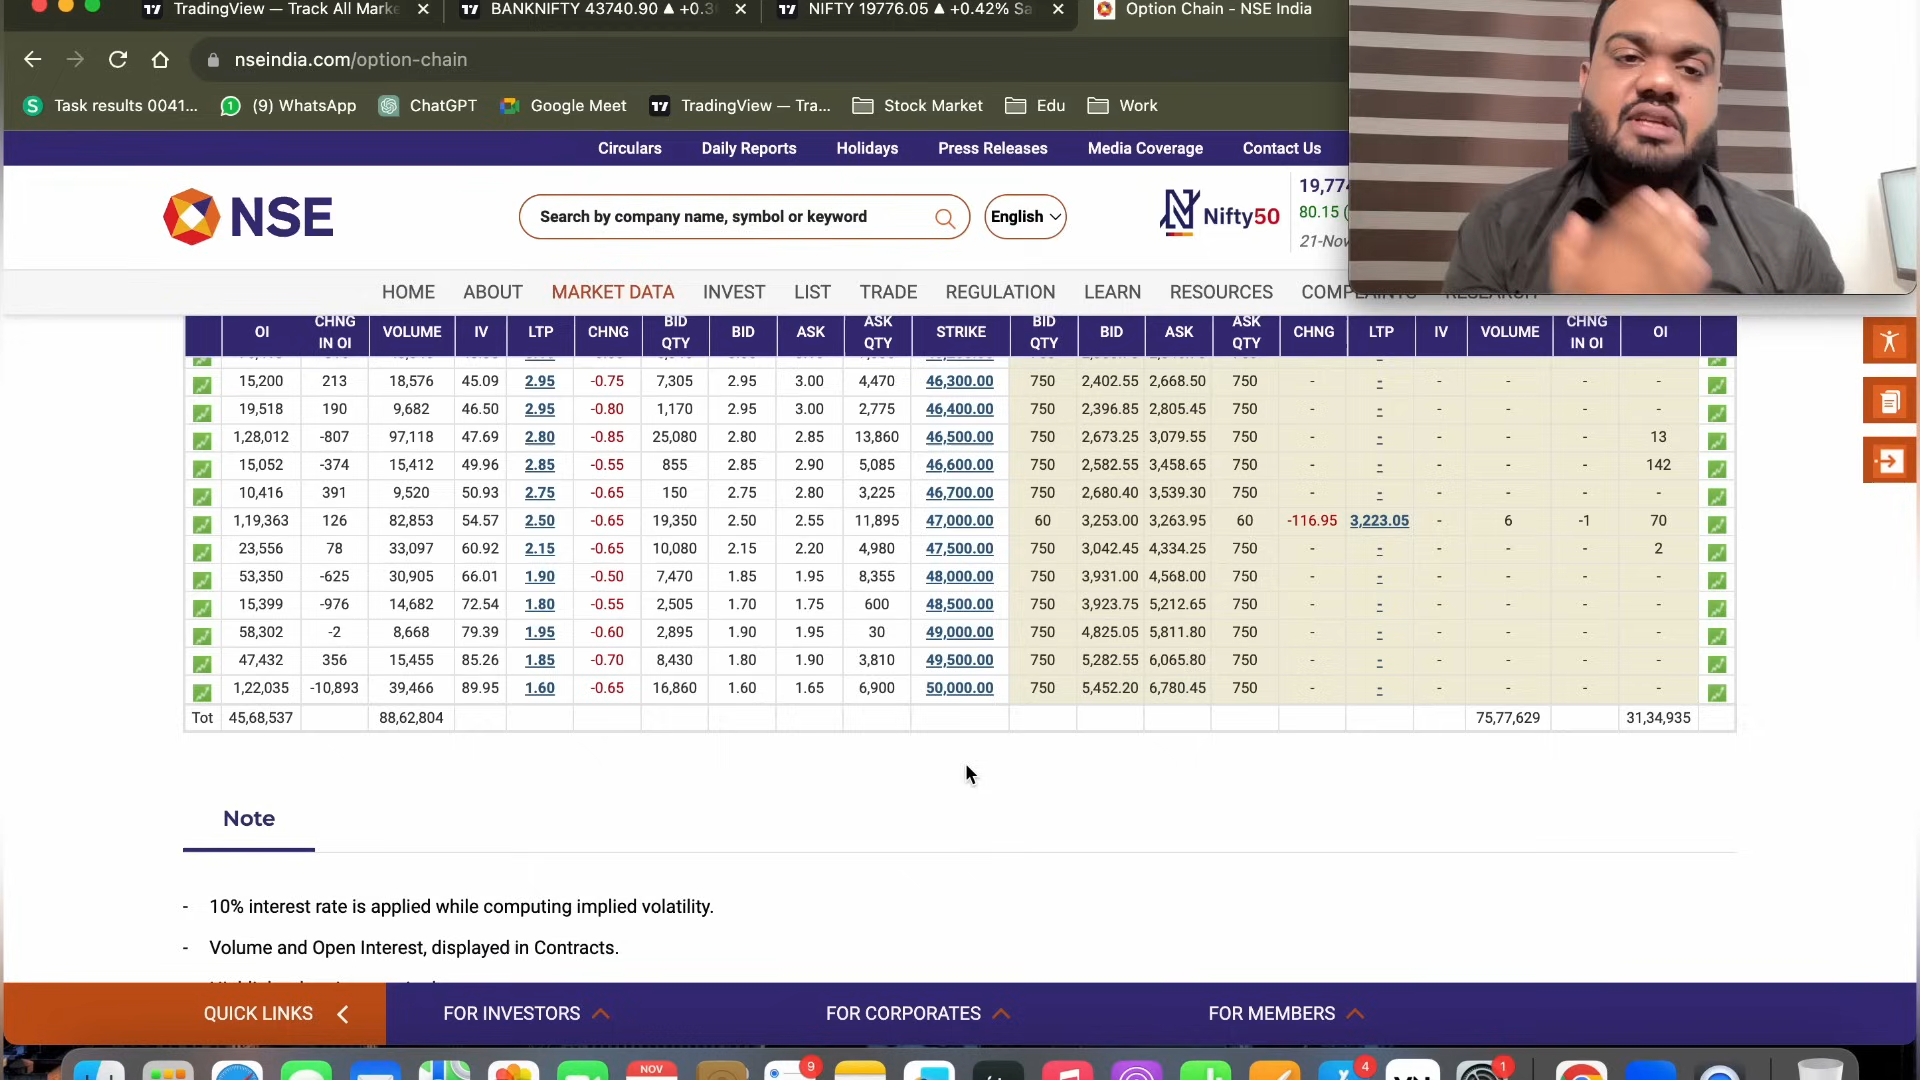 TradingView — Track All Marke
BANKNIFTY 43740.90 ▲ +0.3
NIFTY 19776.05 ▲ +0.42% Sa
Option Chain - NSE India
nseindia.com/option-chain
Task results 0041... (9) WhatsApp ChatGPT Google Meet TradingView — Tra... Stock Market Edu Work
Circulars Daily Reports Holidays Press Releases Media Coverage Contact Us
NSE
Search by company name, symbol or keyword
English
Nifty50
19,774
80.15 (
21-Nov
HOME ABOUT MARKET DATA INVEST LIST TRADE REGULATION LEARN RESOURCES COMPLAINTS RESEARCH
OI CHNG IN OI VOLUME IV LTP CHNG BID QTY BID ASK ASK QTY STRIKE BID QTY BID ASK ASK QTY CHNG LTP IV VOLUME CHNG IN OI OI
15,200 213 18,576 45.09 2.95 -0.75 7,305 2.95 3.00 4,470 46,300.00 750 2,402.55 2,668.50 750 - - - - - -
19,518 190 9,682 46.50 2.95 -0.80 1,170 2.95 3.00 2,775 46,400.00 750 2,396.85 2,805.45 750 - - - - - -
1,28,012 -807 97,118 47.69 2.80 -0.85 25,080 2.80 2.85 13,860 46,500.00 750 2,673.25 3,079.55 750 - - - - - 13
15,052 -374 15,412 49.96 2.85 -0.55 855 2.85 2.90 5,085 46,600.00 750 2,582.55 3,458.65 750 - - - - - 142
10,416 391 9,520 50.93 2.75 -0.65 150 2.75 2.80 3,225 46,700.00 750 2,680.40 3,539.30 750 - - - - - -
1,19,363 126 82,853 54.57 2.50 -0.65 19,350 2.50 2.55 11,895 47,000.00 60 3,253.00 3,263.95 60 -116.95 3,223.05 - 6 -1 70
23,556 78 33,097 60.92 2.15 -0.65 10,080 2.15 2.20 4,980 47,500.00 750 3,042.45 4,334.25 750 - - - - - 2
53,350 -625 30,905 66.01 1.90 -0.50 7,470 1.85 1.95 8,355 48,000.00 750 3,931.00 4,568.00 750 - - - - - -
15,399 -976 14,682 72.54 1.80 -0.55 2,505 1.70 1.75 600 48,500.00 750 3,923.75 5,212.65 750 - - - - - -
58,302 -2 8,668 79.39 1.95 -0.60 2,895 1.90 1.95 30 49,000.00 750 4,825.05 5,811.80 750 - - - - - -
47,432 356 15,455 85.26 1.85 -0.70 8,430 1.80 1.90 3,810 49,500.00 750 5,282.55 6,065.80 750 - - - - - -
1,22,035 -10,893 39,466 89.95 1.60 -0.65 16,860 1.60 1.65 6,900 50,000.00 750 5,452.20 6,780.45 750 - - - - - -
Tot 45,68,537 88,62,804 75,77,629 31,34,935
Note
- 10% interest rate is applied while computing implied volatility.
- Volume and Open Interest, displayed in Contracts.
QUICK LINKS FOR INVESTORS FOR CORPORATES FOR MEMBERS
NOV 9 4 1